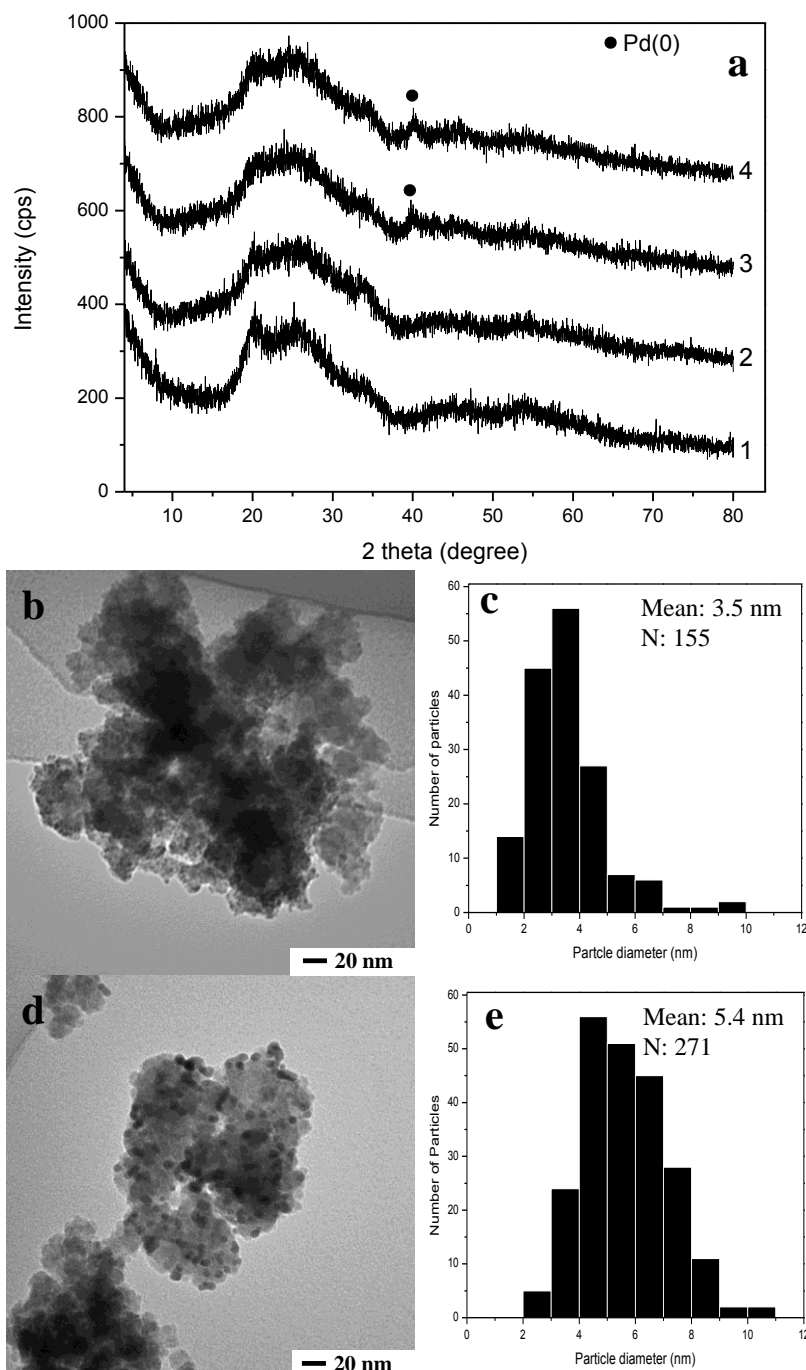 1000
800
600
400
200
0
Intensity (cps)
● Pd(0)
a
4
3
2
1
10 20 30 40 50 60 70 80
2 theta (degree)
b
20 nm
c
Mean: 3.5 nm
N: 155
60
50
40
30
20
10
0
Number of particles
0 2 4 6 8 10 12
Partcle diameter (nm)
d
20 nm
e
Mean: 5.4 nm
N: 271
60
50
40
30
20
10
0
Number of Particles
0 2 4 6 8 10 12
Particle diameter (nm)